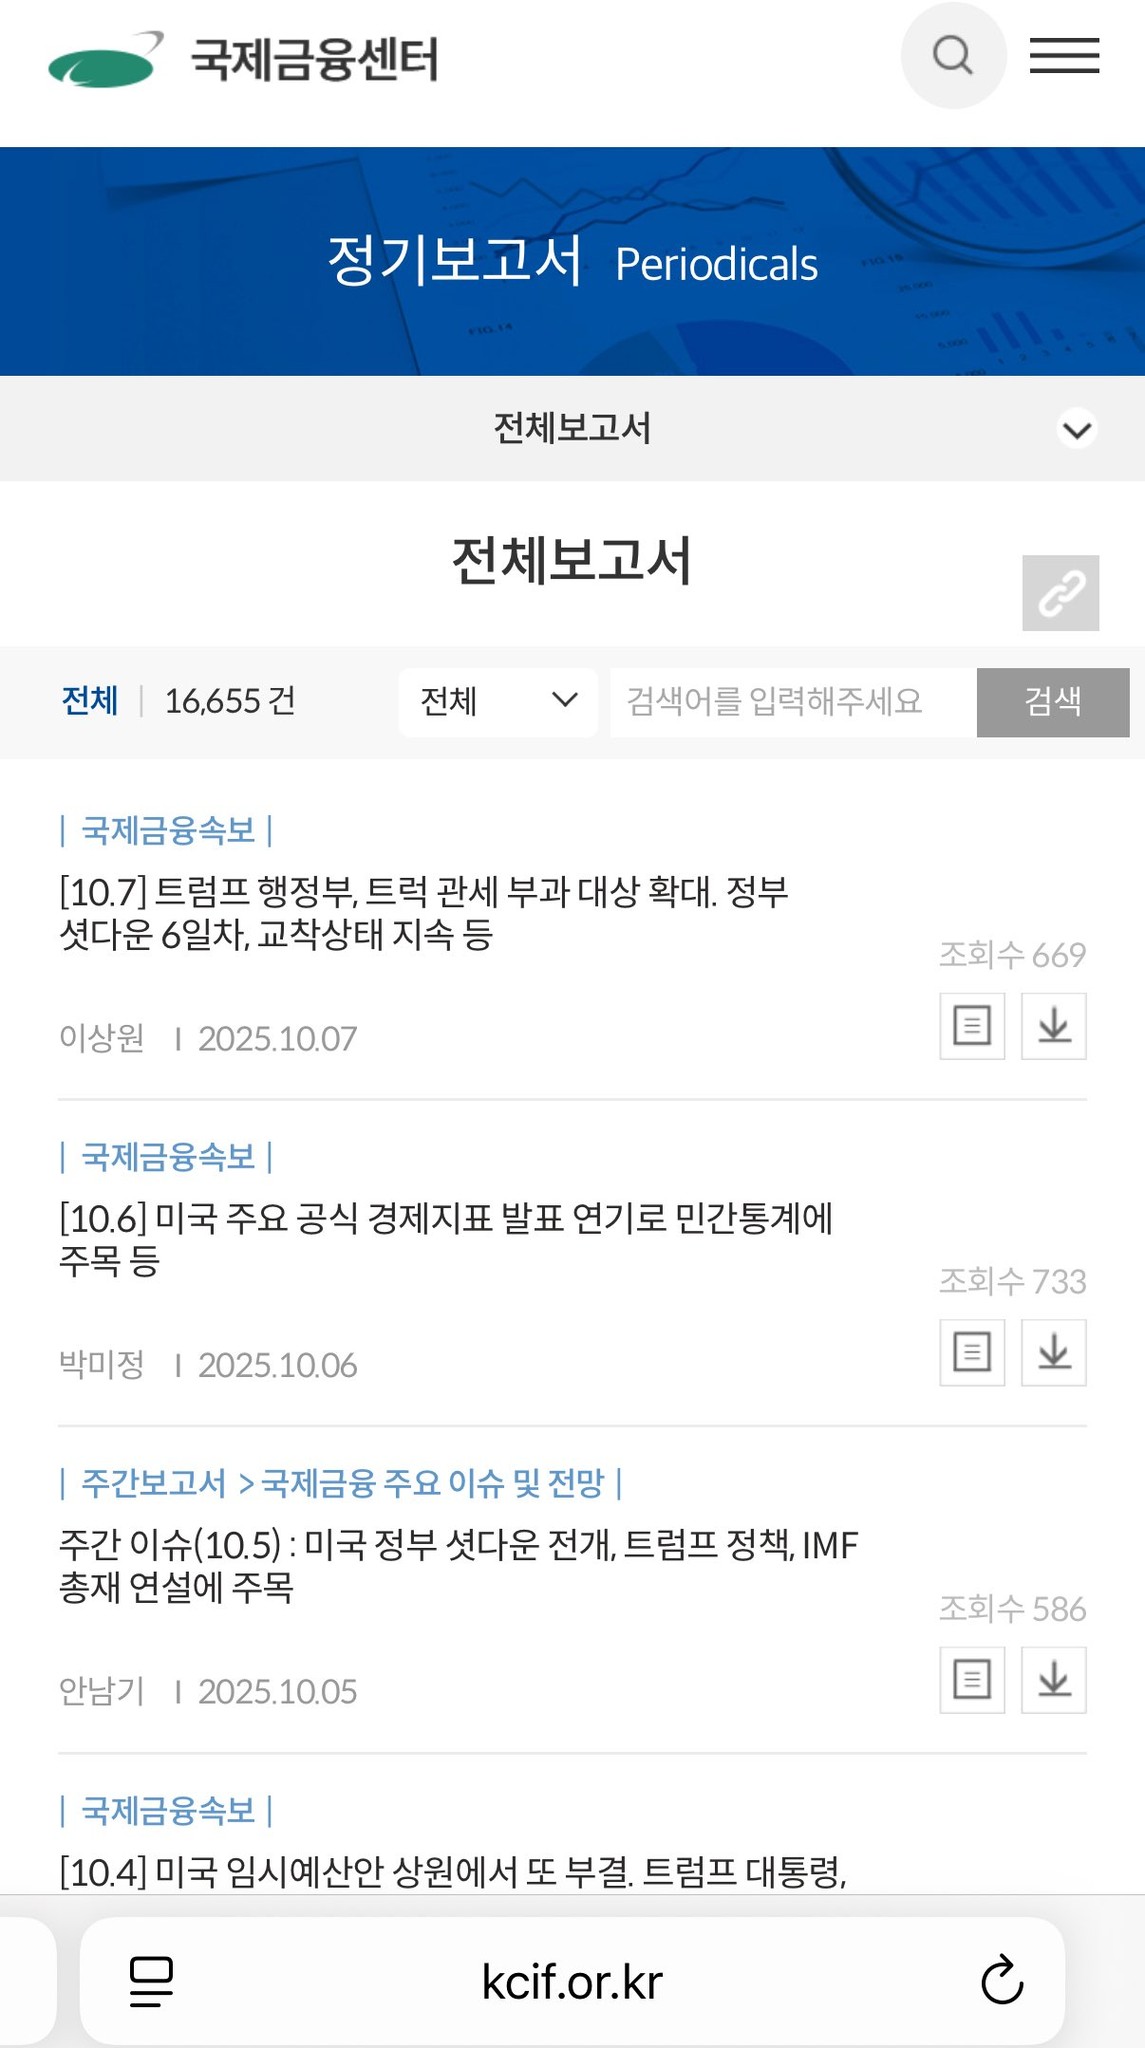 국제금융센터
정기보고서 Periodicals
전체보고서
전체보고서
전체 | 16,655 건 전체 검색어를 입력해주세요 검색
| 국제금융속보 |
[10.7] 트럼프 행정부, 트럭 관세 부과 대상 확대. 정부
셧다운 6일차, 교착상태 지속 등
조회수 669
이상원 | 2025.10.07
| 국제금융속보 |
[10.6] 미국 주요 공식 경제지표 발표 연기로 민간통계에
주목 등
조회수 733
박미정 | 2025.10.06
| 주간보고서 > 국제금융 주요 이슈 및 전망 |
주간 이슈(10.5) : 미국 정부 셧다운 전개, 트럼프 정책, IMF
총재 연설에 주목
조회수 586
안남기 | 2025.10.05
| 국제금융속보 |
[10.4] 미국 임시예산안 상원에서 또 부결. 트럼프 대통령,
kcif.or.kr